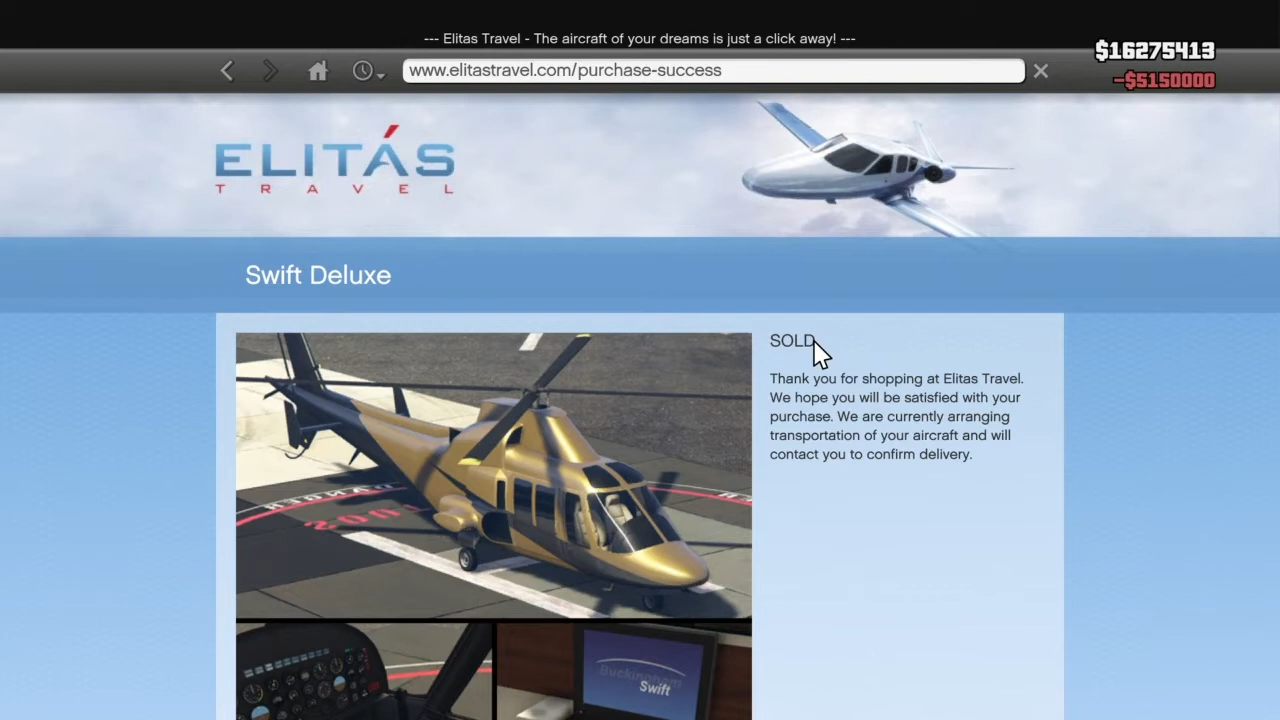 --- Elitas Travel - The aircraft of your dreams is just a click away! ---
$16275413
www.elitastravel.com/purchase-success
-$5150000
ELITÁS
TRAVEL
Swift Deluxe
SOLD
Thank you for shopping at Elitas Travel.
We hope you will be satisfied with your
purchase. We are currently arranging
transportation of your aircraft and will
contact you to confirm delivery.
Buckingham
Swift